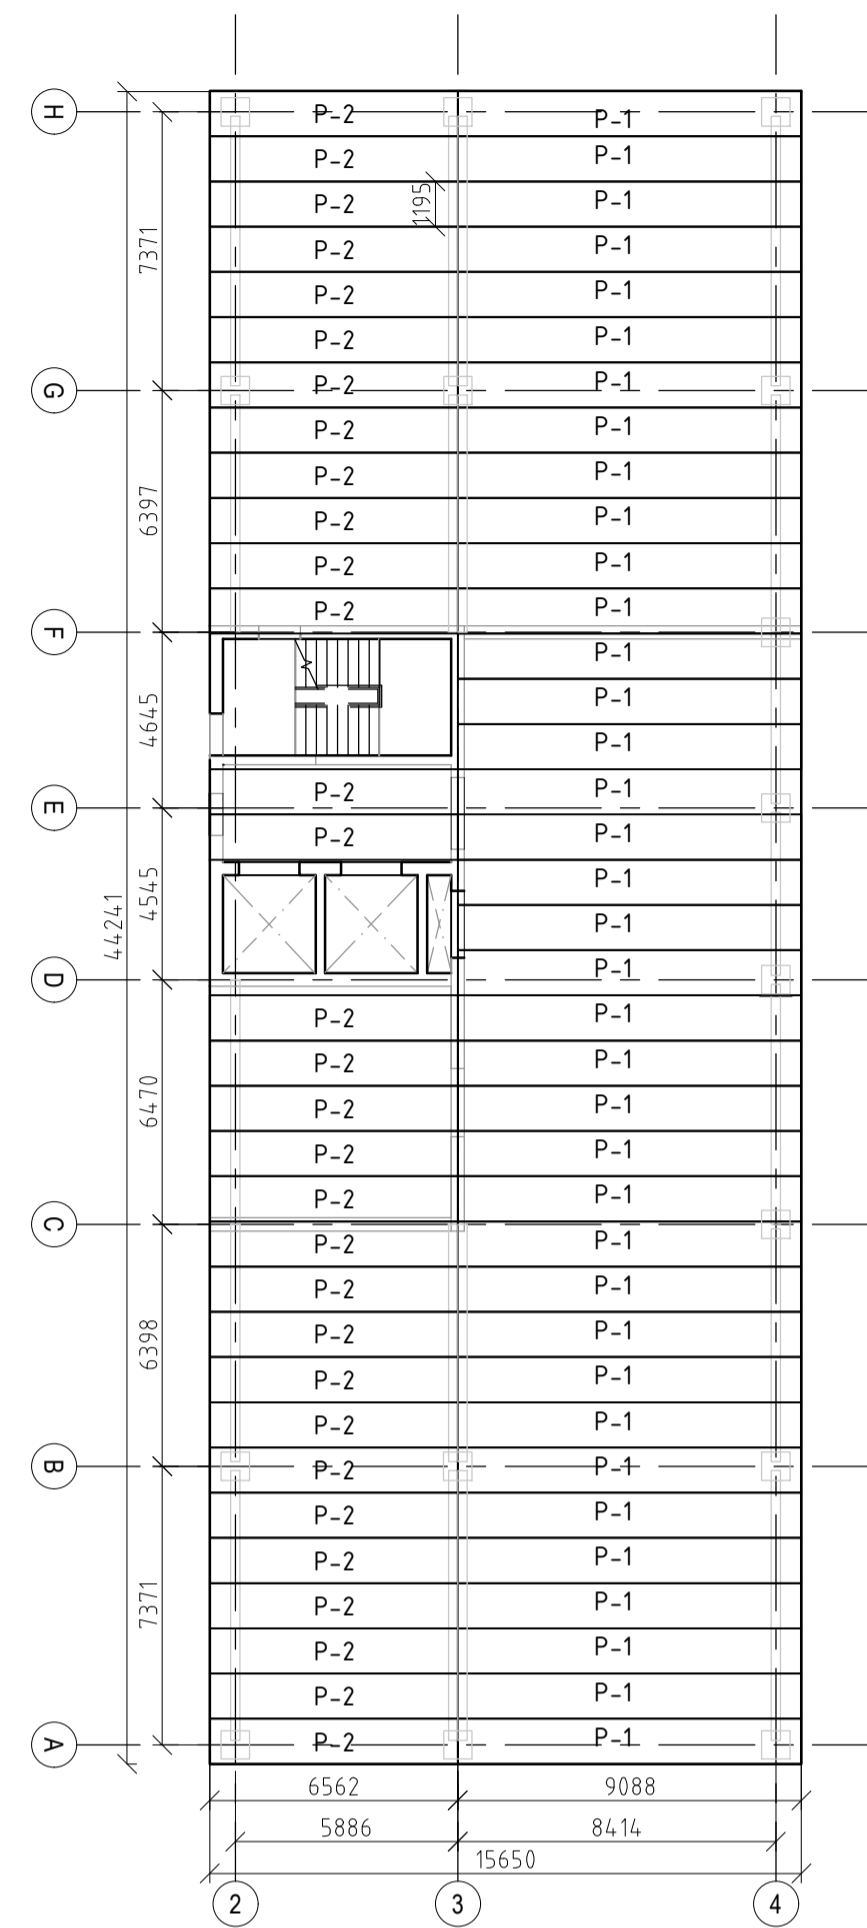 H P-2 P-1
P-2 P-1
P-2 1195 P-1
7371 P-2 P-1
P-2 P-1
P-2 P-1
G P-2 P-1
P-2 P-1
P-2 P-1
6397 P-2 P-1
P-2 P-1
P-2 P-1
F
P-1
4645 P-1
P-1
P-2 P-1
E
P-2 P-1
4545 P-1
44241 P-1
D P-1
P-2 P-1
P-2 P-1
6470 P-2 P-1
P-2 P-1
P-2 P-1
C
P-2 P-1
P-2 P-1
6398 P-2 P-1
P-2 P-1
P-2 P-1
B P-2 P-1
P-2 P-1
P-2 P-1
7371 P-2 P-1
P-2 P-1
P-2 P-1
A P-2 P-1
6562 9088
5886 8414
15650
2 3 4